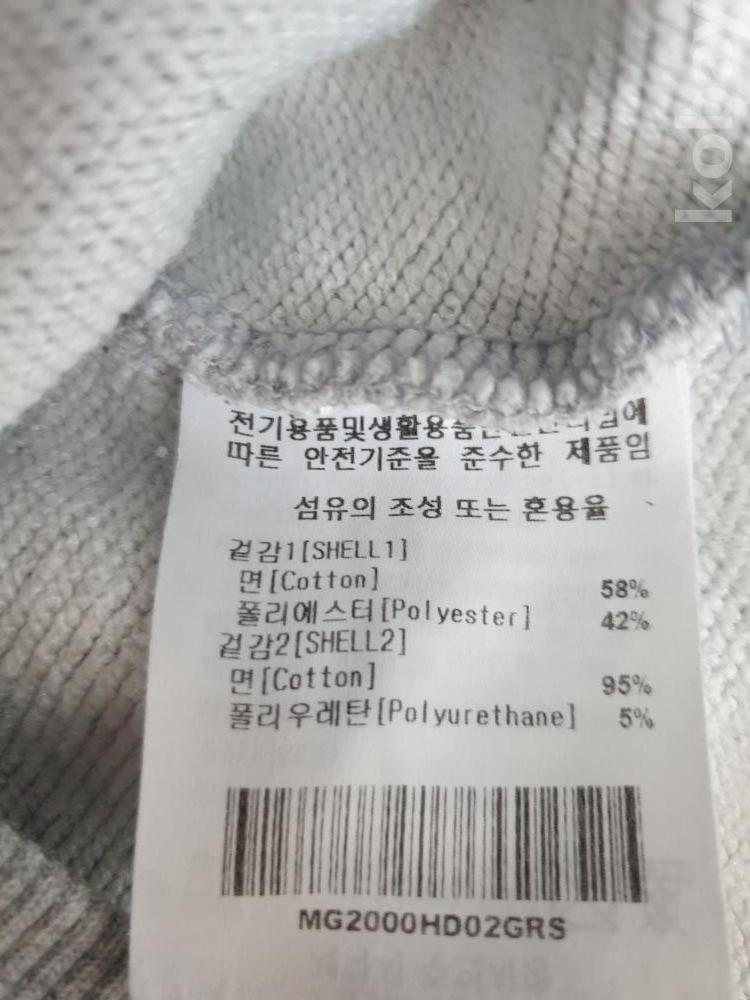 kobay
전기용품및생활용품
따른 안전기준을 준수한 제품임
섬유의 조성 또는 혼용율
겉감1[SHELL1]
면[Cotton] 58%
폴리에스터[Polyester] 42%
겉감2[SHELL2]
면[Cotton] 95%
폴리우레탄[Polyurethane] 5%
MG2000HD02GRS